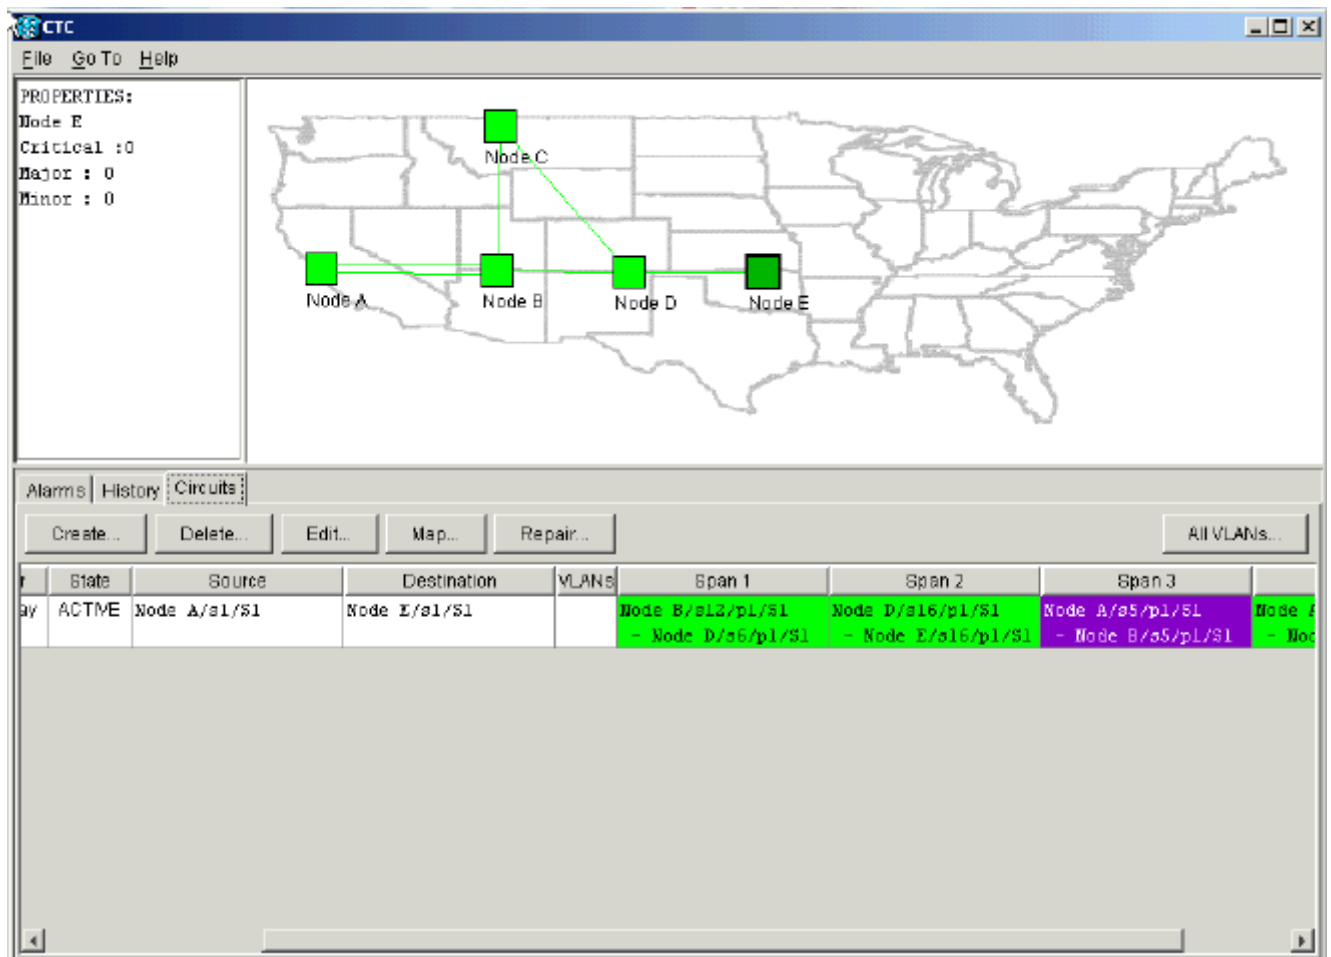 CTC
File Go To Help
PROPERTIES:
Node E
Critical :0
Major : 0
Minor : 0
Node C
Node A
Node B
Node D
Node E
Alarms History Circuits
Create... Delete... Edit... Map... Repair... All VLANs...
r State Source Destination VLANs Span 1 Span 2 Span 3
ay ACTIVE Node A/s1/S1 Node E/s1/S1 Node B/s12/p1/S1 Node D/s16/p1/S1 Node A/s5/p1/S1 Node
- Node D/s6/p1/S1 - Node E/s16/p1/S1 - Node B/s5/p1/S1